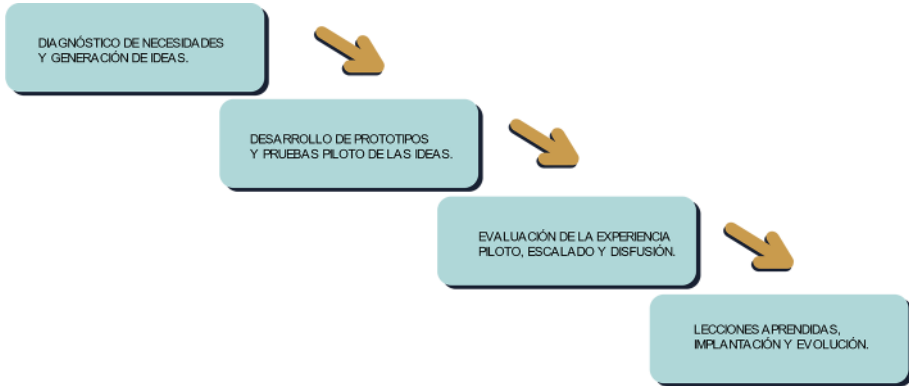 DIAGNÓSTICO DE NECESIDADES
Y GENERACIÓN DE IDEAS.
DESARROLLO DE PROTOTIPOS
Y PRUEBAS PILOTO DE LAS IDEAS.
EVALUACIÓN DE LA EXPERIENCIA
PILOTO, ESCALADO Y DISFUSIÓN.
LECCIONES APRENDIDAS,
IMPLANTACIÓN Y EVOLUCIÓN.